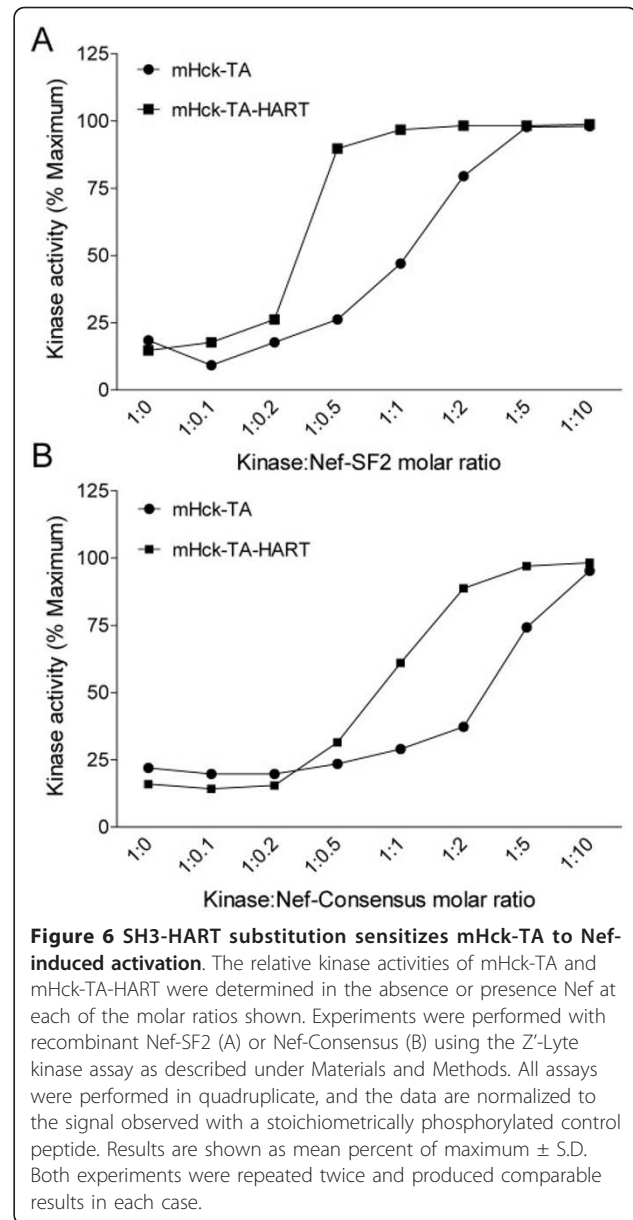 A
125
100
75
50
25
0
Kinase activity (% Maximum)
mHck-TA
mHck-TA-HART
1:0 1:0.1 1:0.2 1:0.5 1:1 1:2 1:5 1:10
Kinase:Nef-SF2 molar ratio
B
125
100
75
50
25
0
Kinase activity (% Maximum)
mHck-TA
mHck-TA-HART
1:0 1:0.1 1:0.2 1:0.5 1:1 1:2 1:5 1:10
Kinase:Nef-Consensus molar ratio
Figure 6 SH3-HART substitution sensitizes mHck-TA to Nef-
induced activation. The relative kinase activities of mHck-TA and
mHck-TA-HART were determined in the absence or presence Nef at
each of the molar ratios shown. Experiments were performed with
recombinant Nef-SF2 (A) or Nef-Consensus (B) using the Z'-Lyte
kinase assay as described under Materials and Methods. All assays
were performed in quadruplicate, and the data are normalized to
the signal observed with a stoichiometrically phosphorylated control
peptide. Results are shown as mean percent of maximum ± S.D.
Both experiments were repeated twice and produced comparable
results in each case.